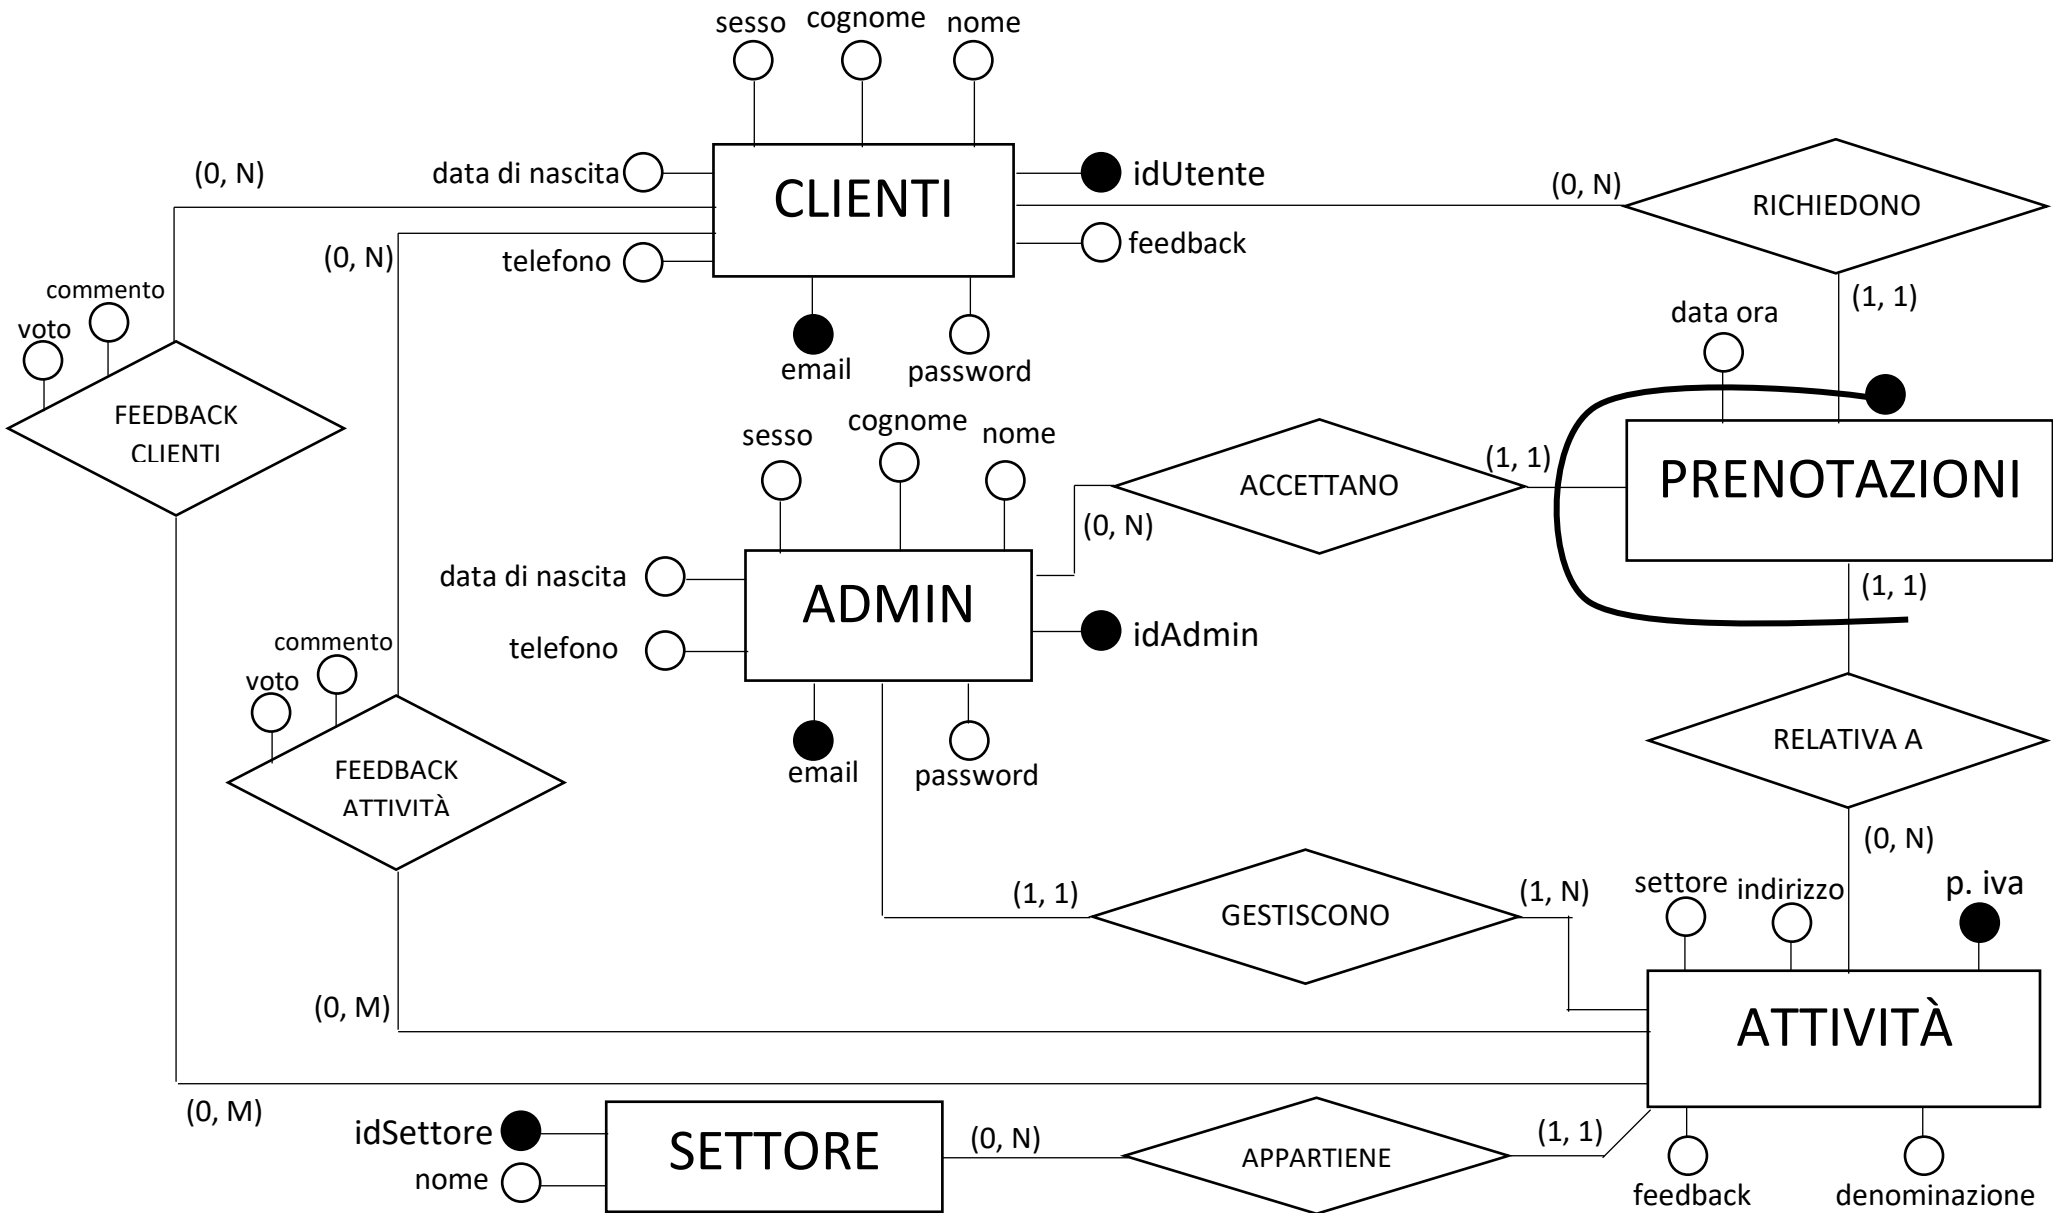 sesso
cognome
nome
(0, N)
data di nascita
CLIENTI
idUtente
(0, N)
RICHIEDONO
(0, N)
telefono
feedback
commento
voto
email
password
(1, 1)
data ora
FEEDBACK
CLIENTI
sesso
cognome
nome
ACCETTANO
(1, 1)
PRENOTAZIONI
(0, N)
data di nascita
ADMIN
(1, 1)
telefono
idAdmin
commento
voto
FEEDBACK
ATTIVITÀ
email
password
RELATIVA A
(0, N)
(1, 1)
GESTISCONO
(1, N)
settore
indirizzo
p. iva
(0, M)
ATTIVITÀ
(0, M)
idSettore
nome
SETTORE
(0, N)
APPARTIENE
(1, 1)
feedback
denominazione